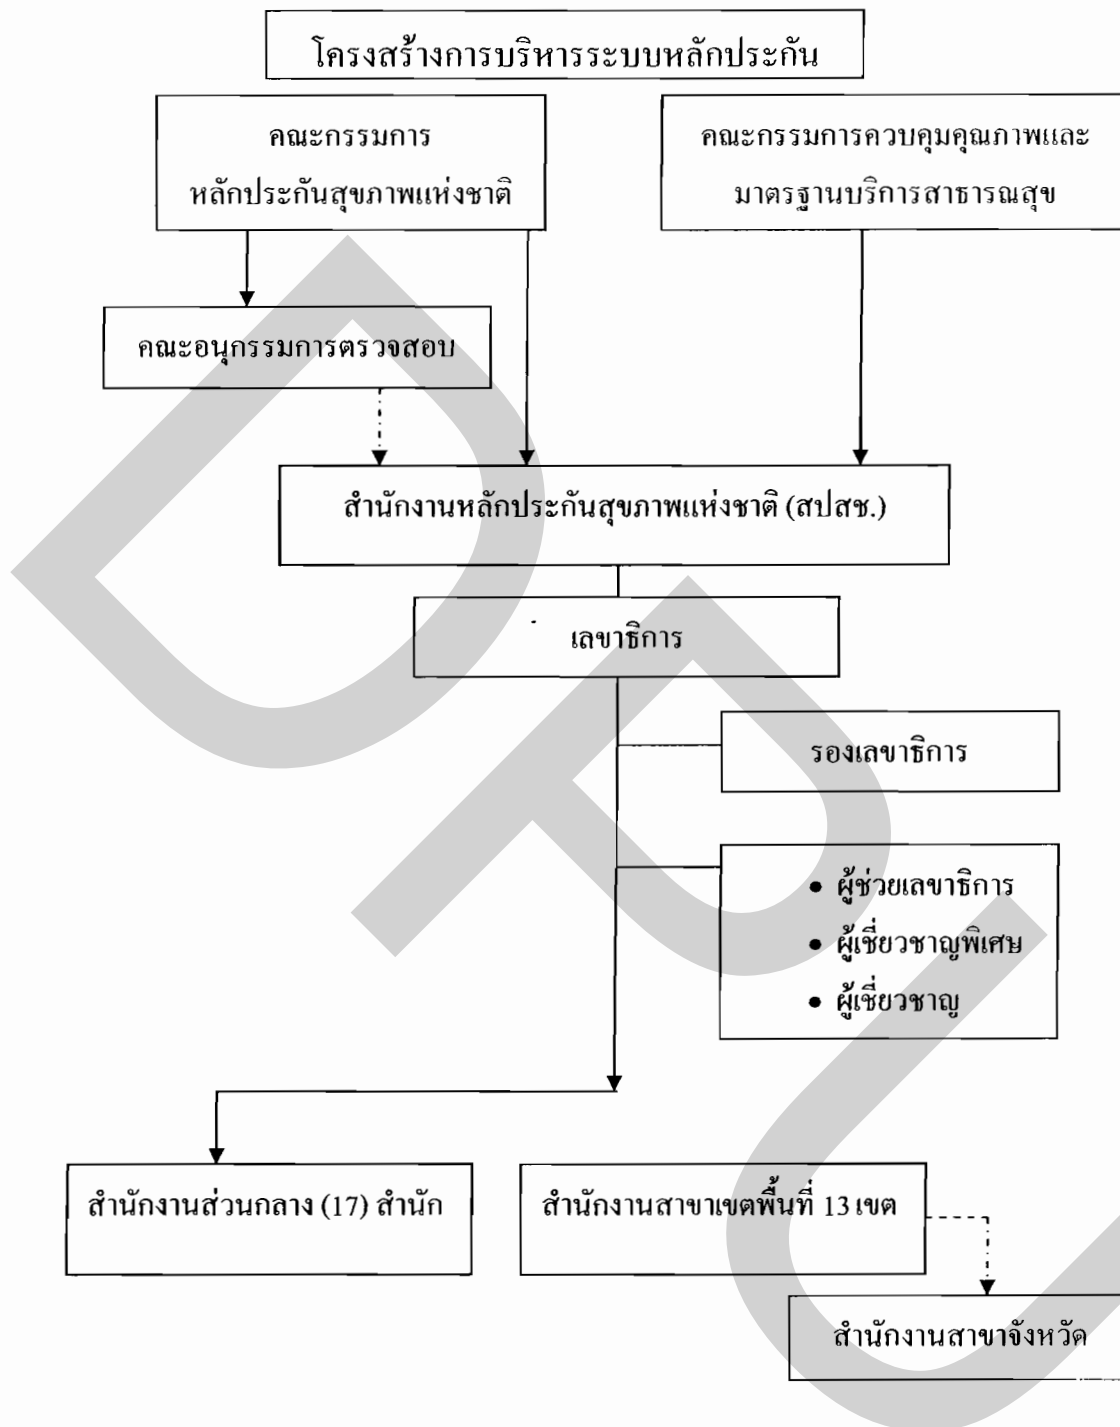 โครงสร้างการบริหารระบบหลักประกัน
คณะกรรมการ
หลักประกันสุขภาพแห่งชาติ
คณะกรรมการควบคุมคุณภาพและ
มาตรฐานบริการสาธารณสุข
คณะอนุกรรมการตรวจสอบ
สำนักงานหลักประกันสุขภาพแห่งชาติ (สปสช.)
เลขาธิการ
รองเลขาธิการ
• ผู้ช่วยเลขาธิการ
• ผู้เชี่ยวชาญพิเศษ
• ผู้เชี่ยวชาญ
สำนักงานส่วนกลาง (17) สำนัก
สำนักงานสาขาเขตพื้นที่ 13 เขต
สำนักงานสาขาจังหวัด
DPU